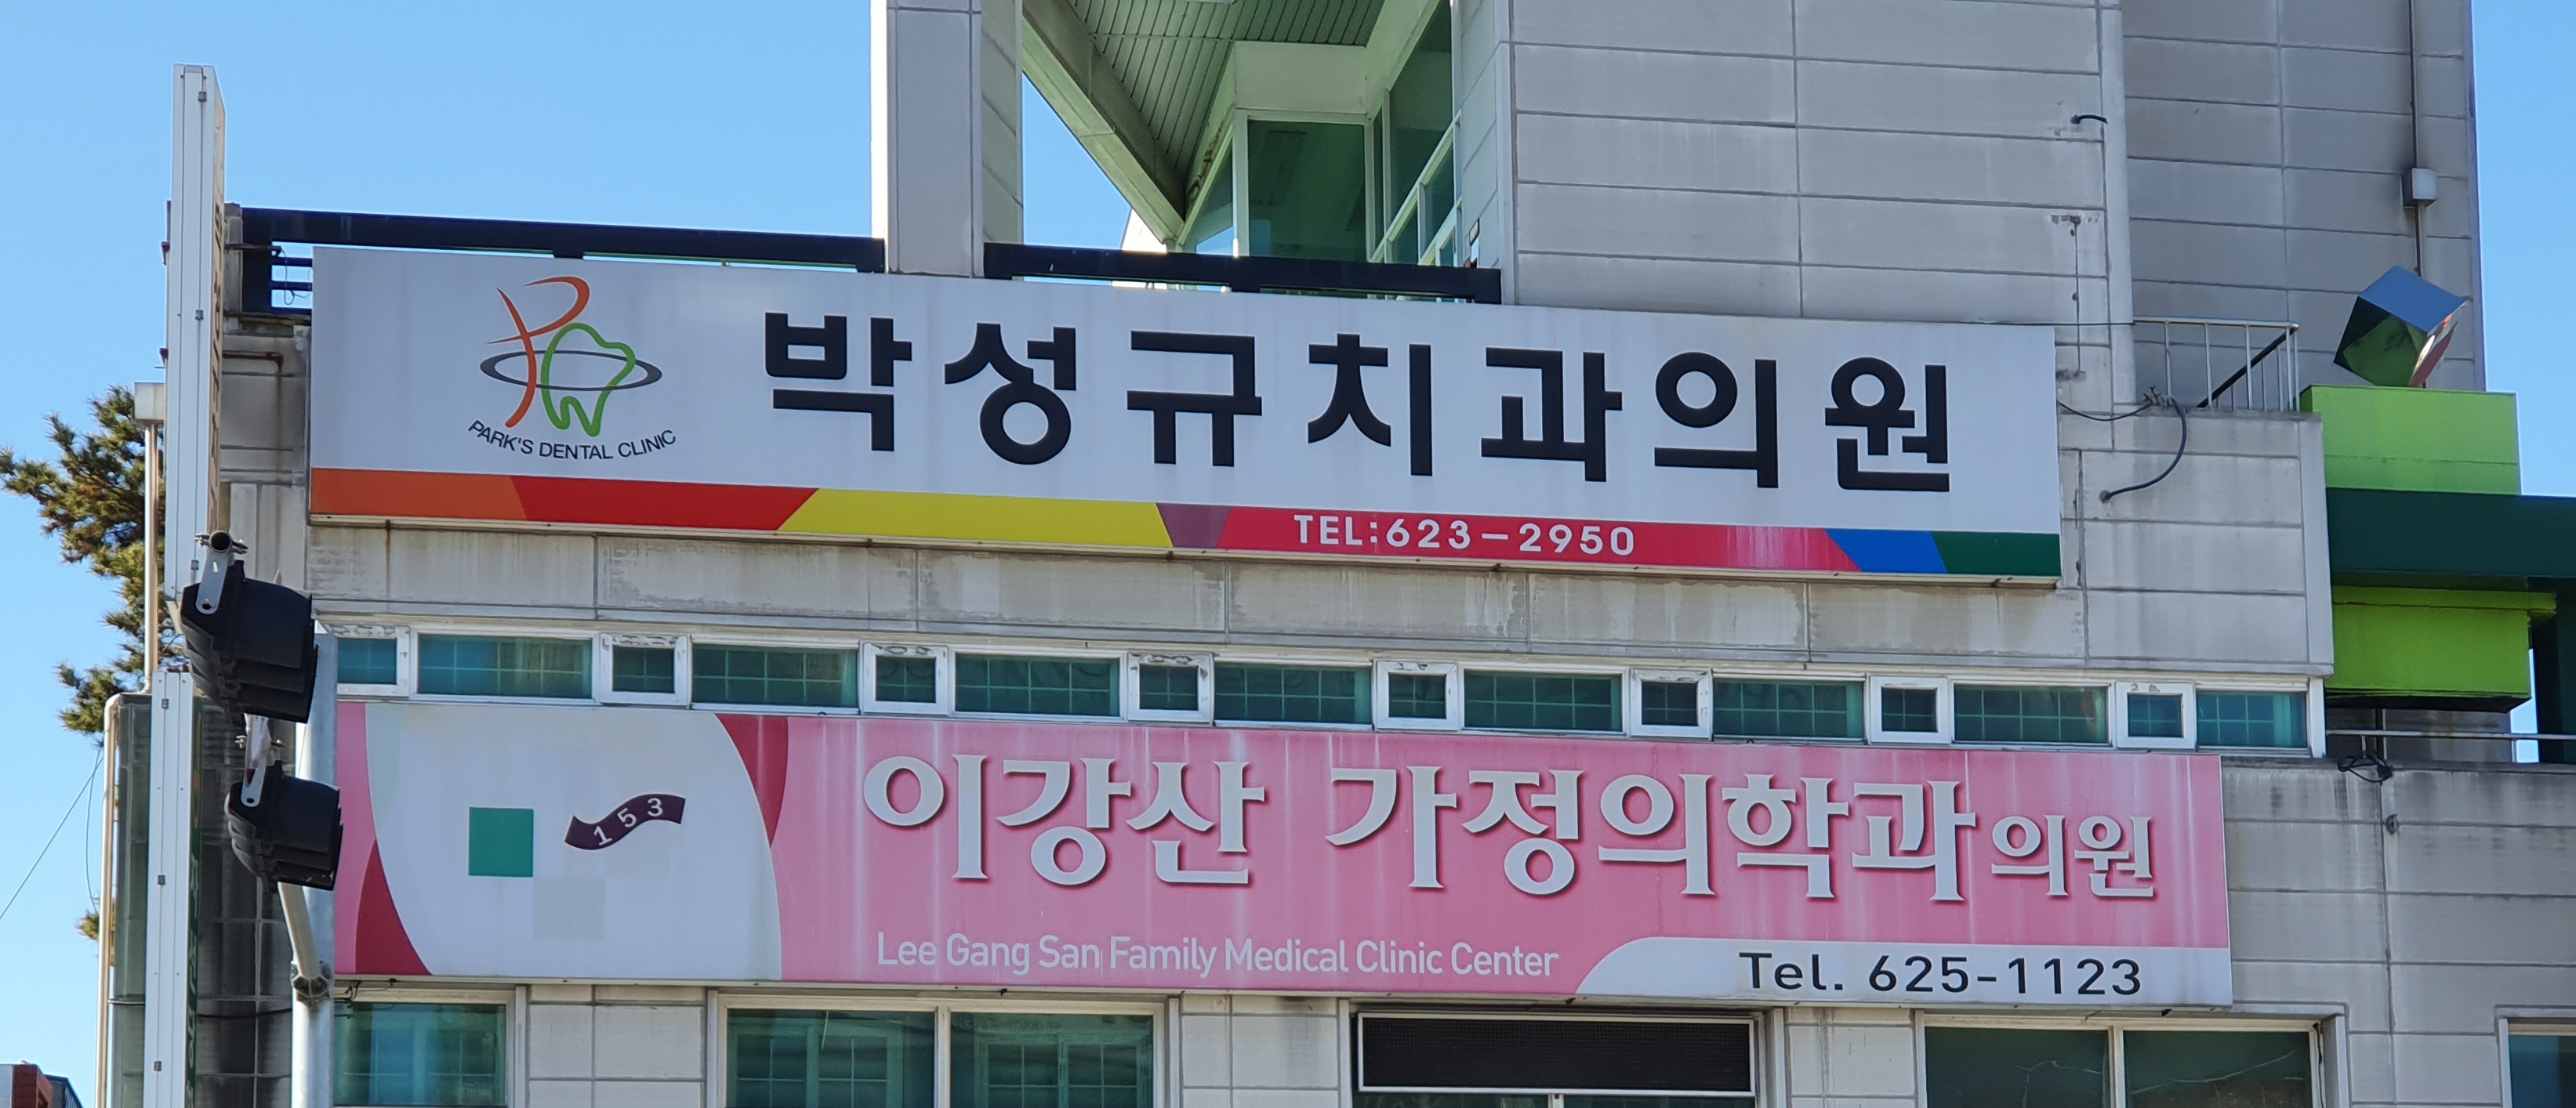 박성규치과의원
PARK'S DENTAL CLINIC
TEL:623-2950
153
이강산 가정의학과의원
Lee Gang San Family Medical Clinic Center
Tel. 625-1123